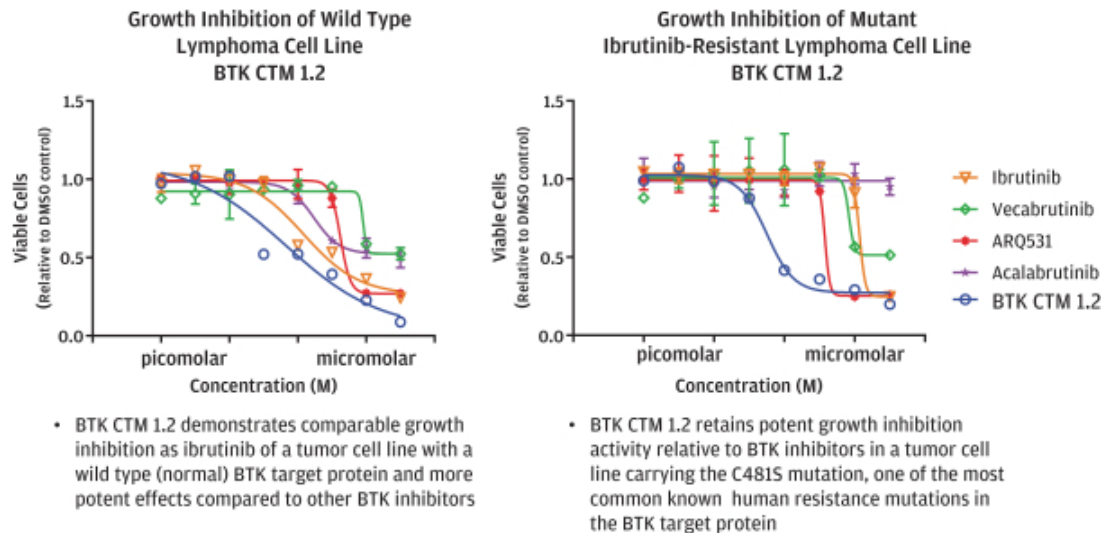 Growth Inhibition of Wild Type
Lymphoma Cell Line
BTK CTM 1.2
Viable Cells
(Relative to DMSO control)
1.5
1.0
0.5
0.0
picomolar
micromolar
Concentration (M)
• BTK CTM 1.2 demonstrates comparable growth
inhibition as ibrutinib of a tumor cell line with a
wild type (normal) BTK target protein and more
potent effects compared to other BTK inhibitors
Growth Inhibition of Mutant
Ibrutinib-Resistant Lymphoma Cell Line
BTK CTM 1.2
Viable Cells
(Relative to DMSO control)
1.5
1.0
0.5
0.0
picomolar
micromolar
Concentration (M)
Ibrutinib
Vecabrutinib
ARQ531
Acalabrutinib
BTK CTM 1.2
• BTK CTM 1.2 retains potent growth inhibition
activity relative to BTK inhibitors in a tumor cell
line carrying the C481S mutation, one of the most
common known human resistance mutations in
the BTK target protein